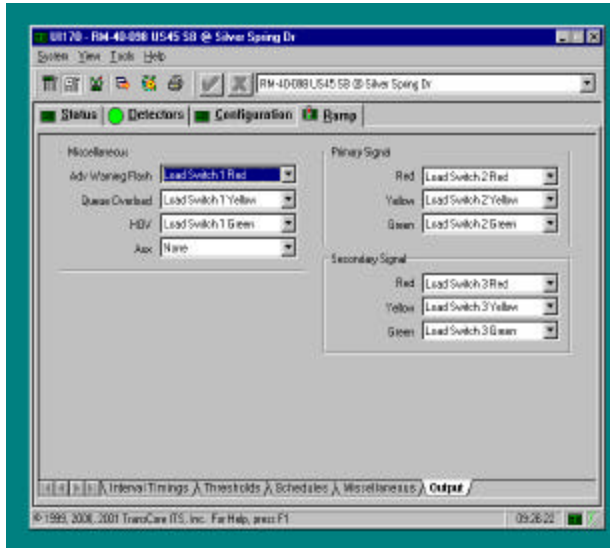 UI170 - RM-40-098 US45 SB @ Silver Spring Dr
System View Tools Help
RM-40-098 US45 SB @ Silver Spring Dr
Status Detectors Configuration Ramp
Miscellaneous
Adv Warning Flash Load Switch 1 Red
Queue Overload Load Switch 1 Yellow
HOV Load Switch 1 Green
Aux None
Primary Signal
Red Load Switch 2 Red
Yellow Load Switch 2 Yellow
Green Load Switch 2 Green
Secondary Signal
Red Load Switch 3 Red
Yellow Load Switch 3 Yellow
Green Load Switch 3 Green
Interval Timings Thresholds Schedules Miscellaneous Output
© 1999, 2000, 2001 TransCore ITS, Inc. For Help, press F1
09:26:22